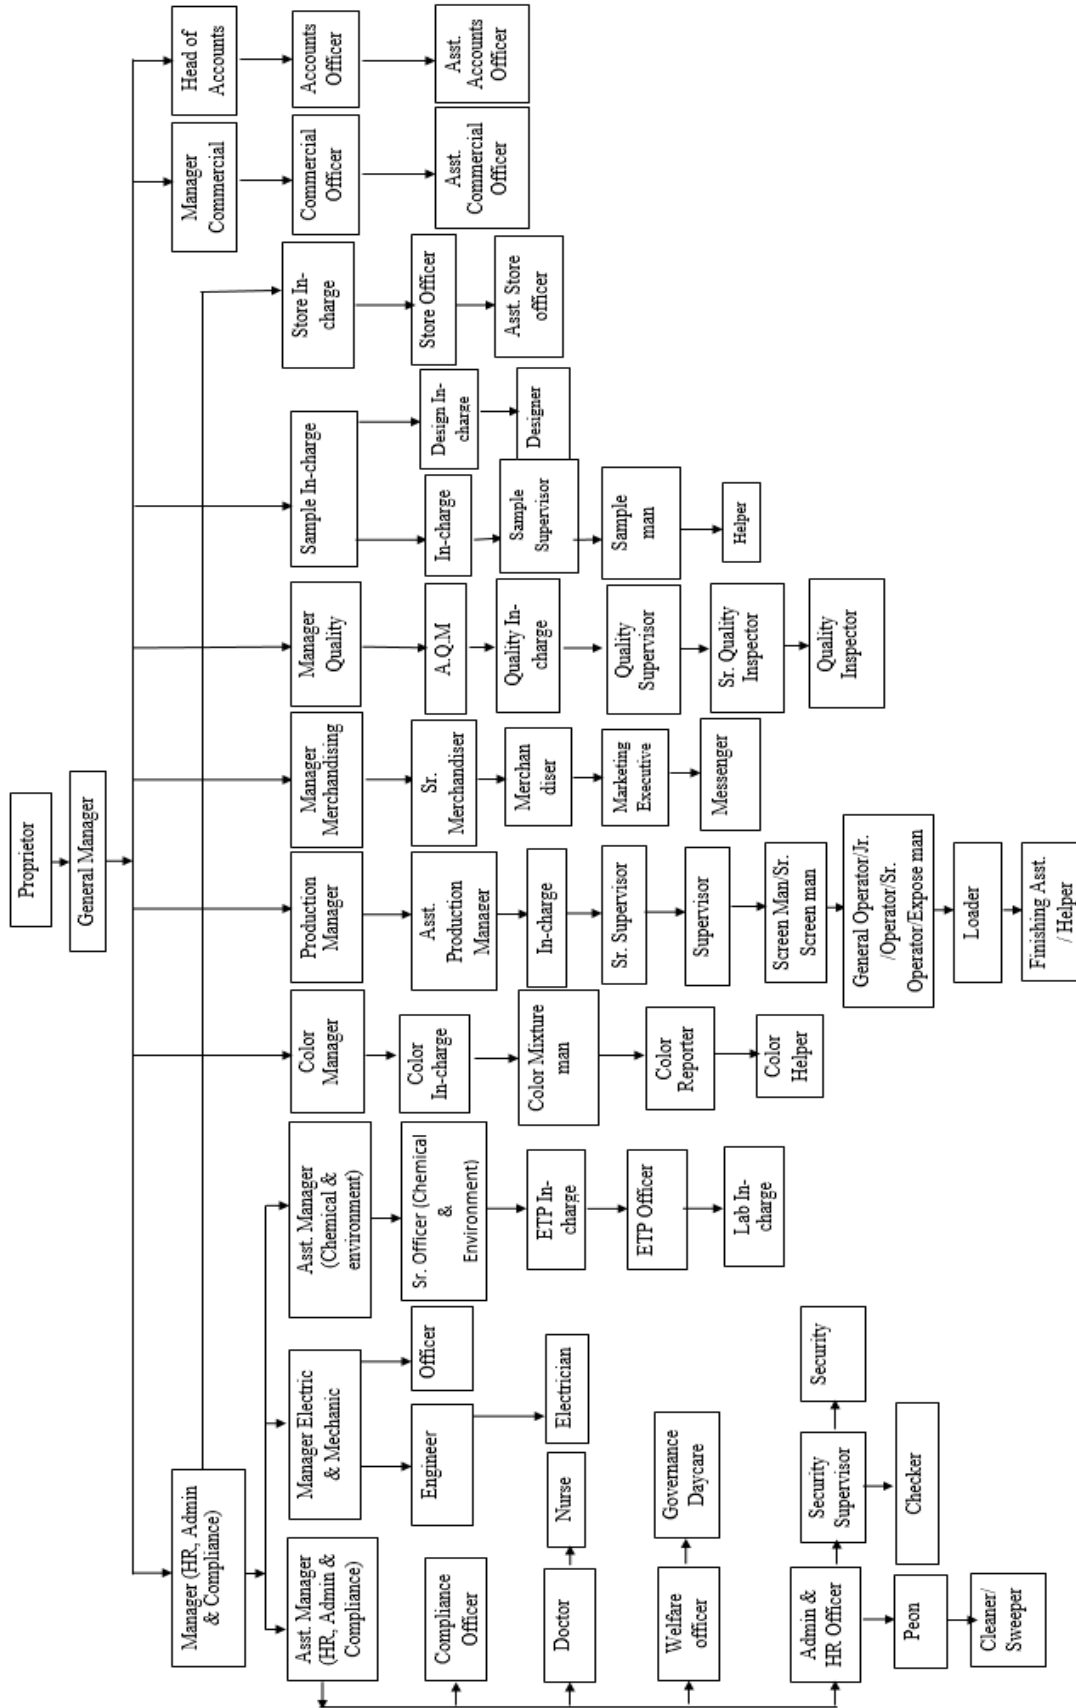 Proprietor
General Manager
Manager (HR, Admin
& Compliance)
Manager
Commercial
Head of
Accounts
Asst. Manager
(HR, Admin &
Compliance)
Manager Electric
& Mechanic
Asst. Manager
(Chemical &
environment)
Color
Manager
Production
Manager
Manager
Merchandising
Manager
Quality
Sample In-charge
Store In-
charge
Commercial
Officer
Accounts
Officer
Compliance
Officer
Engineer
Officer
Sr. Officer (Chemical
&
Environment)
Color
In-charge
Asst.
Production
Manager
Sr.
Merchandiser
A.Q.M
In-charge
Design In-
charge
Store Officer
Asst.
Commercial
Officer
Asst.
Accounts
Officer
Doctor
Nurse
Electrician
ETP In-
charge
Color Mixture
man
In-charge
Merchan
diser
Quality In-
charge
Sample
Supervisor
Designer
Asst. Store
officer
Welfare
officer
Governance
Daycare
ETP Officer
Color
Reporter
Sr. Supervisor
Marketing
Executive
Quality
Supervisor
Sample
man
Lab In-
charge
Color
Helper
Supervisor
Messenger
Sr. Quality
Inspector
Helper
Admin &
HR Officer
Security
Supervisor
Security
Screen Man/Sr.
Screen man
Quality
Inspector
Peon
Checker
General Operator/Jr.
/Operator/Sr.
Operator/Expose man
Cleaner/
Sweeper
Loader
Finishing Asst.
/ Helper